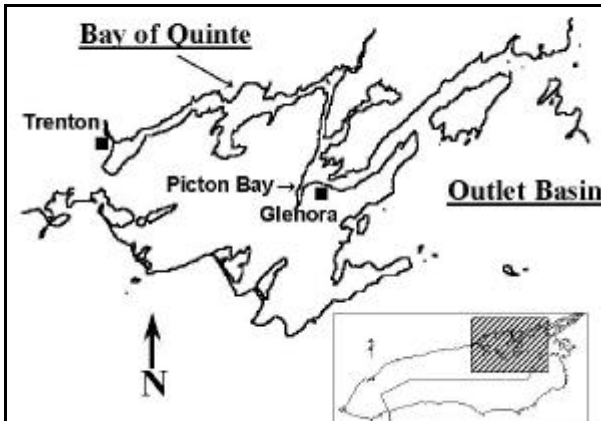 Bay of Quinte
Trenton
Picton Bay
Glenora
Outlet Basin
N